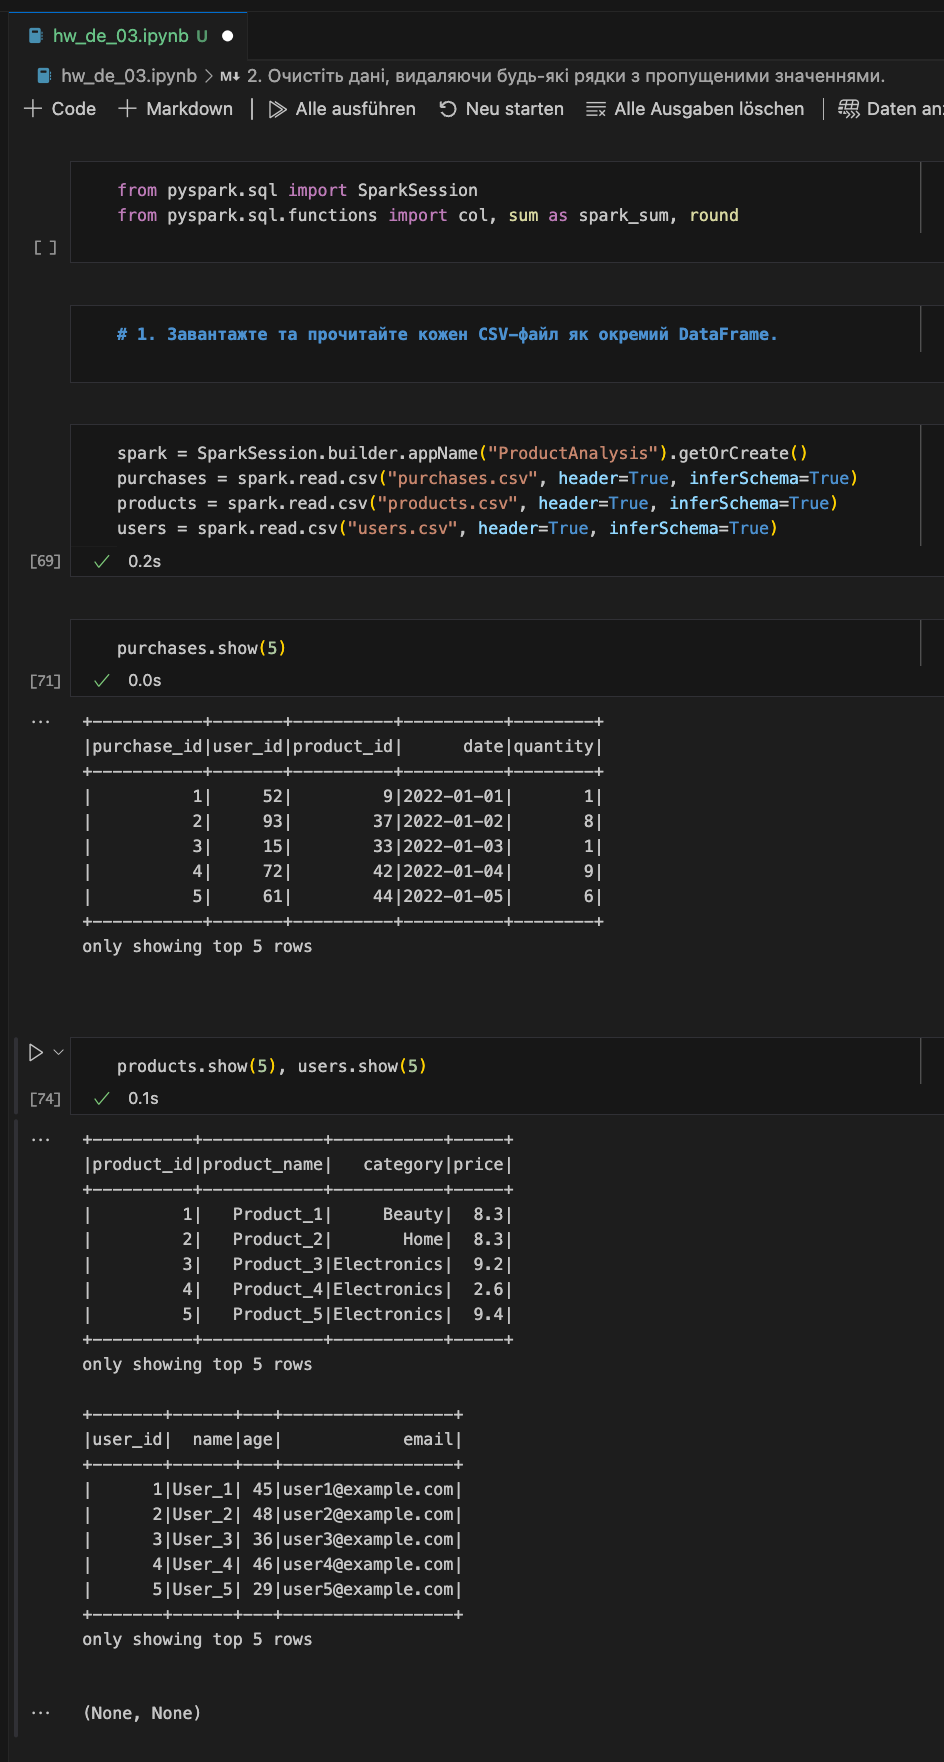 hw_de_03.ipynb U ●
hw_de_03.ipynb > M↓ 2. Очистіть дані, видаляючи будь-які рядки з пропущеними значеннями.
+ Code + Markdown | Alle ausführen Neu starten Alle Ausgaben löschen | Daten an
from pyspark.sql import SparkSession
from pyspark.sql.functions import col, sum as spark_sum, round
[ ]
# 1. Завантажте та прочитайте кожен CSV-файл як окремий DataFrame.
spark = SparkSession.builder.appName("ProductAnalysis").getOrCreate()
purchases = spark.read.csv("purchases.csv", header=True, inferSchema=True)
products = spark.read.csv("products.csv", header=True, inferSchema=True)
users = spark.read.csv("users.csv", header=True, inferSchema=True)
[69] ✓ 0.2s
purchases.show(5)
[71] ✓ 0.0s
... +-----------+-------+----------+----------+--------+
|purchase_id|user_id|product_id|      date|quantity|
+-----------+-------+----------+----------+--------+
|          1|     52|         9|2022-01-01|       1|
|          2|     93|        37|2022-01-02|       8|
|          3|     15|        33|2022-01-03|       1|
|          4|     72|        42|2022-01-04|       9|
|          5|     61|        44|2022-01-05|       6|
+-----------+-------+----------+----------+--------+
only showing top 5 rows
products.show(5), users.show(5)
[74] ✓ 0.1s
... +----------+------------+-----------+-----+
|product_id|product_name|   category|price|
+----------+------------+-----------+-----+
|         1|   Product_1|     Beauty|  8.3|
|         2|   Product_2|       Home|  8.3|
|         3|   Product_3|Electronics|  9.2|
|         4|   Product_4|Electronics|  2.6|
|         5|   Product_5|Electronics|  9.4|
+----------+------------+-----------+-----+
only showing top 5 rows
+-------+------+---+-----------------+
|user_id|  name|age|            email|
+-------+------+---+-----------------+
|      1|User_1| 45|user1@example.com|
|      2|User_2| 48|user2@example.com|
|      3|User_3| 36|user3@example.com|
|      4|User_4| 46|user4@example.com|
|      5|User_5| 29|user5@example.com|
+-------+------+---+-----------------+
only showing top 5 rows
... (None, None)